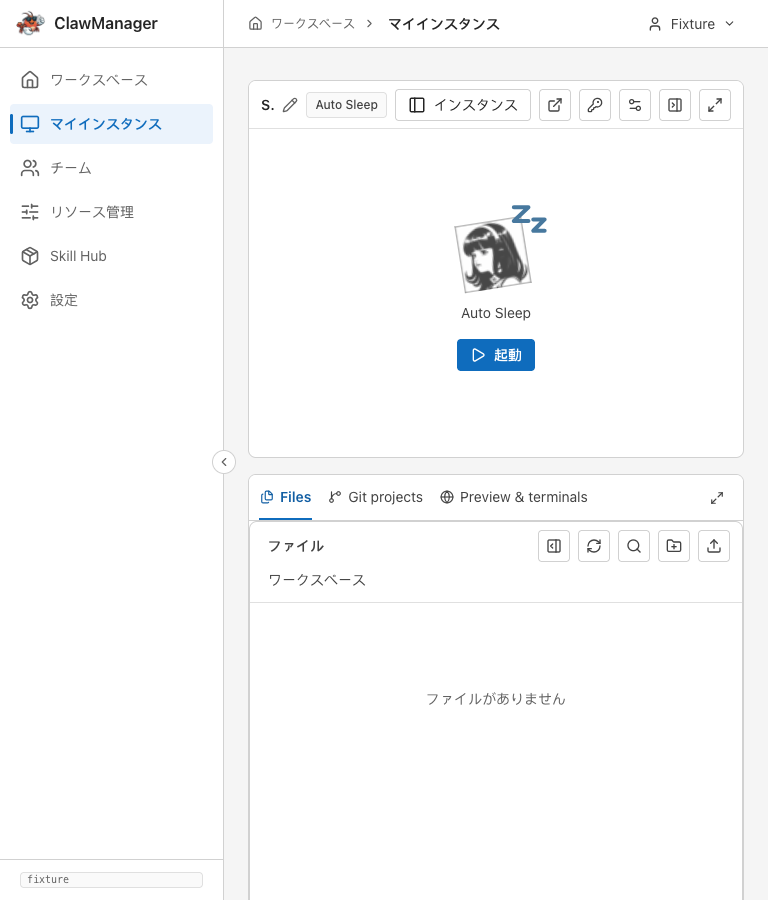 ClawManager
ワークスペース
マイインスタンス
Fixture
ワークスペース
マイインスタンス
チーム
リソース管理
Skill Hub
設定
fixture
S.
Auto Sleep
インスタンス
zz
Auto Sleep
起動
Files
Git projects
Preview & terminals
ファイル
ワークスペース
ファイルがありません